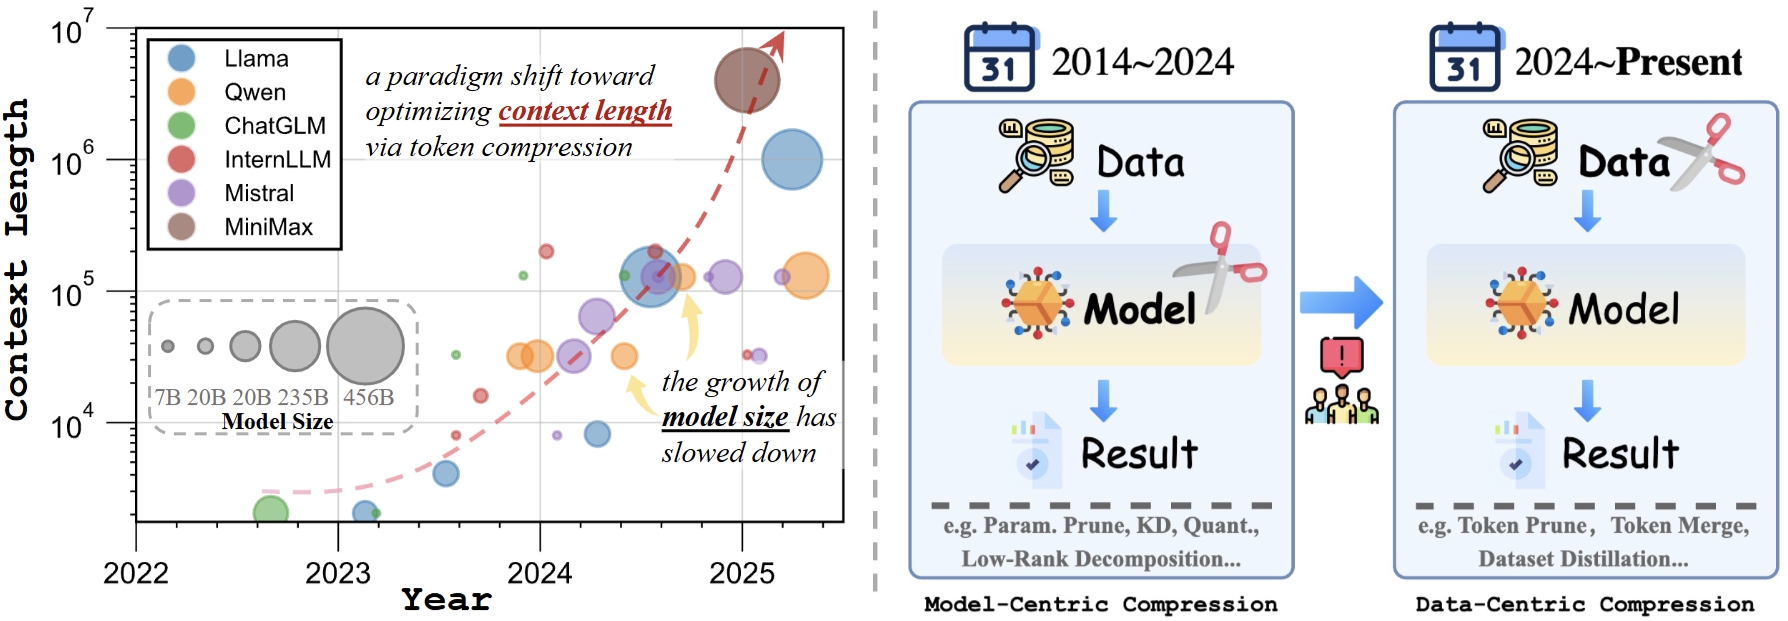 10^7
10^6
10^5
10^4
Context Length
Llama
Qwen
ChatGLM
InternLLM
Mistral
MiniMax
a paradigm shift toward
optimizing context length
via token compression
7B 20B 20B 235B 456B
Model Size
the growth of
model size has
slowed down
2022 2023 2024 2025
Year
31 2014~2024
Data
Model
Result
e.g. Param. Prune, KD, Quant.,
Low-Rank Decomposition...
Model-Centric Compression
!
31 2024~Present
Data
Model
Result
e.g. Token Prune, Token Merge,
Dataset Distillation...
Data-Centric Compression